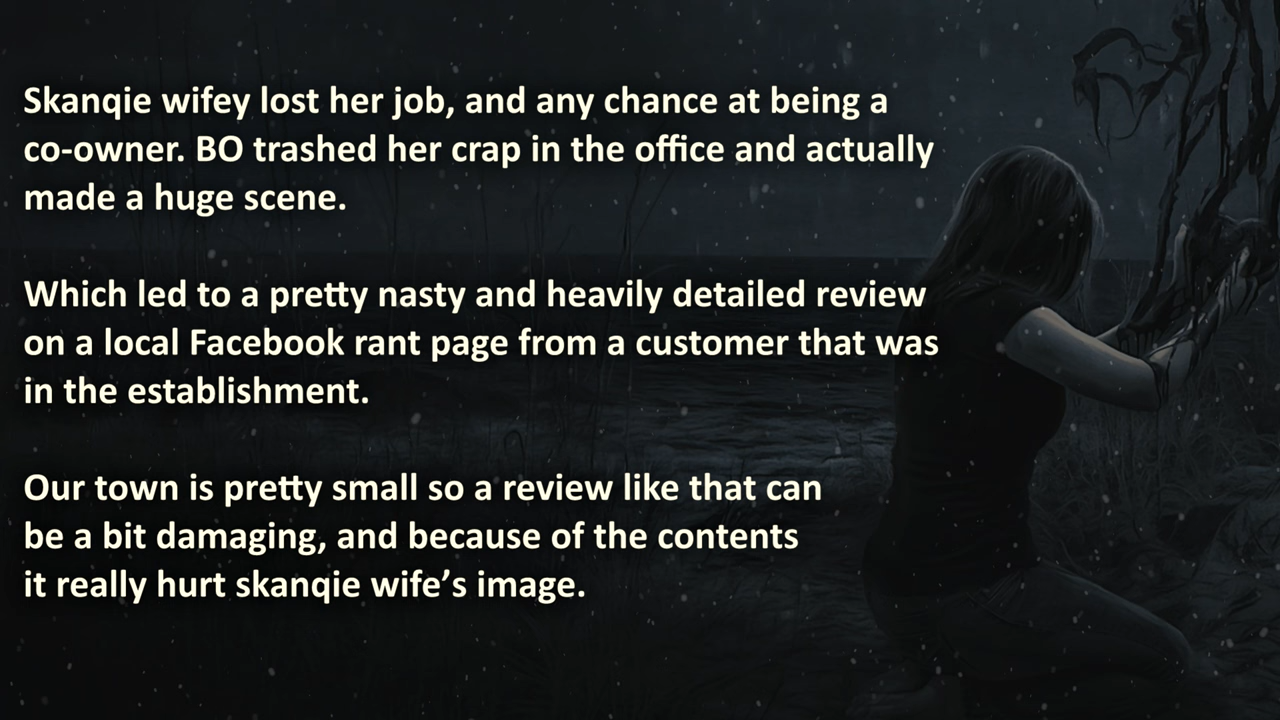 Skanqie wifey lost her job, and any chance at being a
co-owner. BO trashed her crap in the office and actually
made a huge scene.
Which led to a pretty nasty and heavily detailed review
on a local Facebook rant page from a customer that was
in the establishment.
Our town is pretty small so a review like that can
be a bit damaging, and because of the contents
it really hurt skanqie wife’s image.